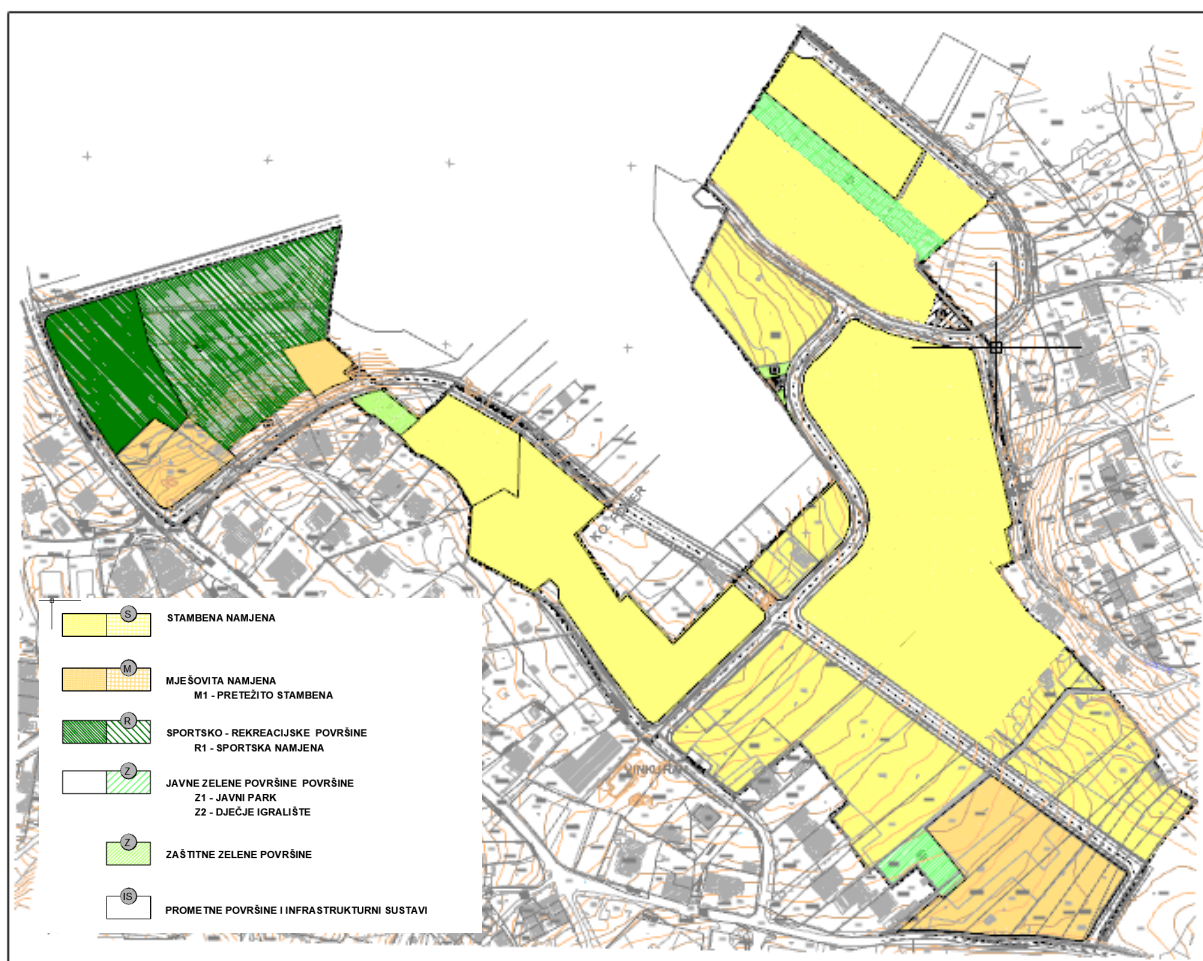 S
STAMBENA NAMJENA
M
MJEŠOVITA NAMJENA
M1 - PRETEŽITO STAMBENA
R
SPORTSKO - REKREACIJSKE POVRŠINE
R1 - SPORTSKA NAMJENA
Z
JAVNE ZELENE POVRŠINE POVRŠINE
Z1 - JAVNI PARK
Z2 - DJEČJE IGRALIŠTE
Z
ZAŠTITNE ZELENE POVRŠINE
IS
PROMETNE POVRŠINE I INFRASTRUKTURNI SUSTAVI